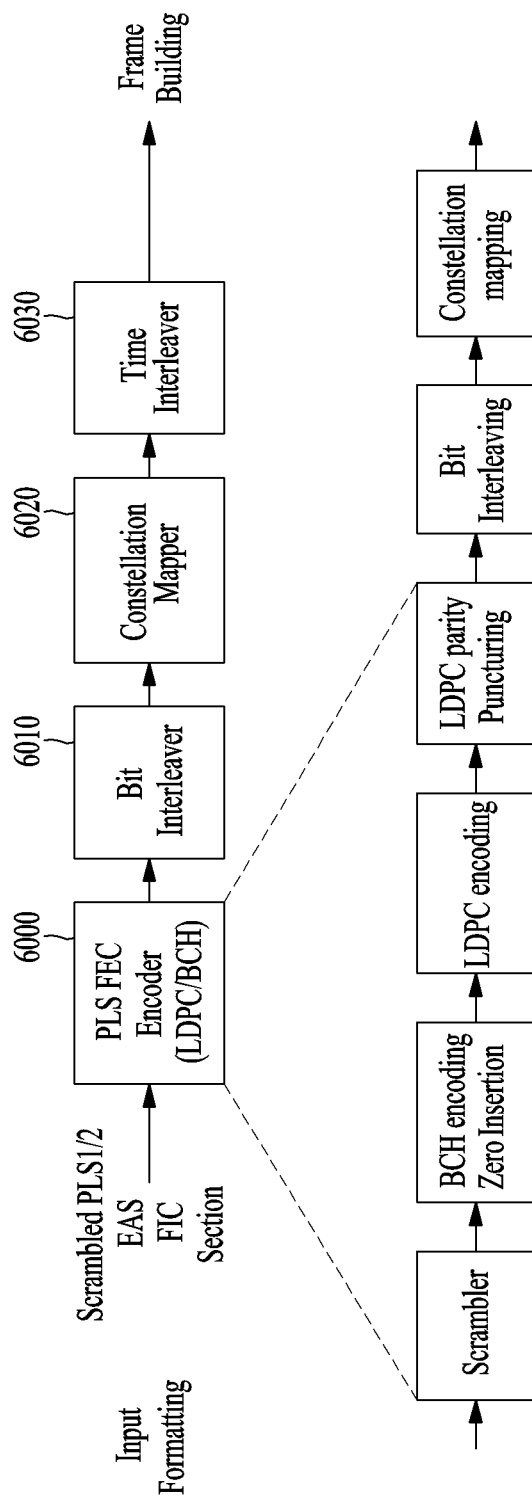 Input
Formatting
Scrambled PLS1/2
EAS
FIC
Section
6000
PLS FEC
Encoder
(LDPC/BCH)
6010
Bit
Interleaver
6020
Constellation
Mapper
6030
Time
Interleaver
Frame
Building
Scrambler
BCH encoding
Zero Insertion
LDPC encoding
LDPC parity
Puncturing
Bit
Interleaving
Constellation
mapping